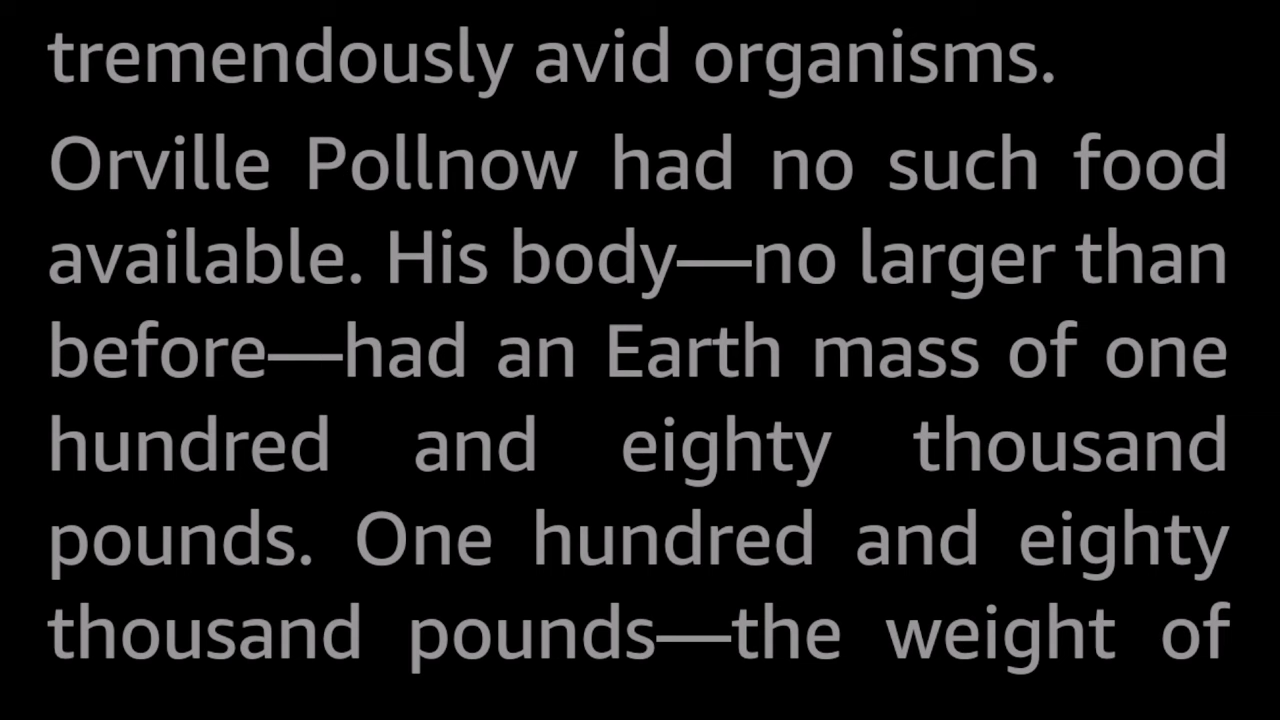 tremendously avid organisms.
Orville Pollnow had no such food
available. His body—no larger than
before—had an Earth mass of one
hundred and eighty thousand
pounds. One hundred and eighty
thousand pounds—the weight of